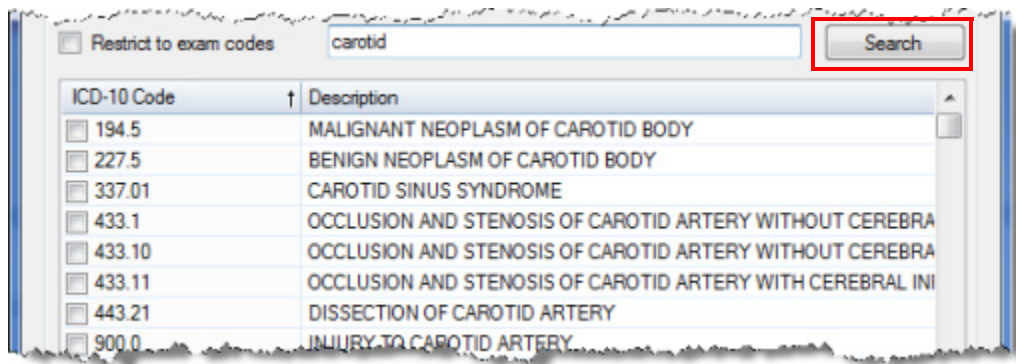 Restrict to exam codes carotid Search
ICD-10 Code Description
194.5 MALIGNANT NEOPLASM OF CAROTID BODY
227.5 BENIGN NEOPLASM OF CAROTID BODY
337.01 CAROTID SINUS SYNDROME
433.1 OCCLUSION AND STENOSIS OF CAROTID ARTERY WITHOUT CEREBRA
433.10 OCCLUSION AND STENOSIS OF CAROTID ARTERY WITHOUT CEREBRA
433.11 OCCLUSION AND STENOSIS OF CAROTID ARTERY WITH CEREBRAL INF
443.21 DISSECTION OF CAROTID ARTERY
900.0 INJURY TO CAROTID ARTERY